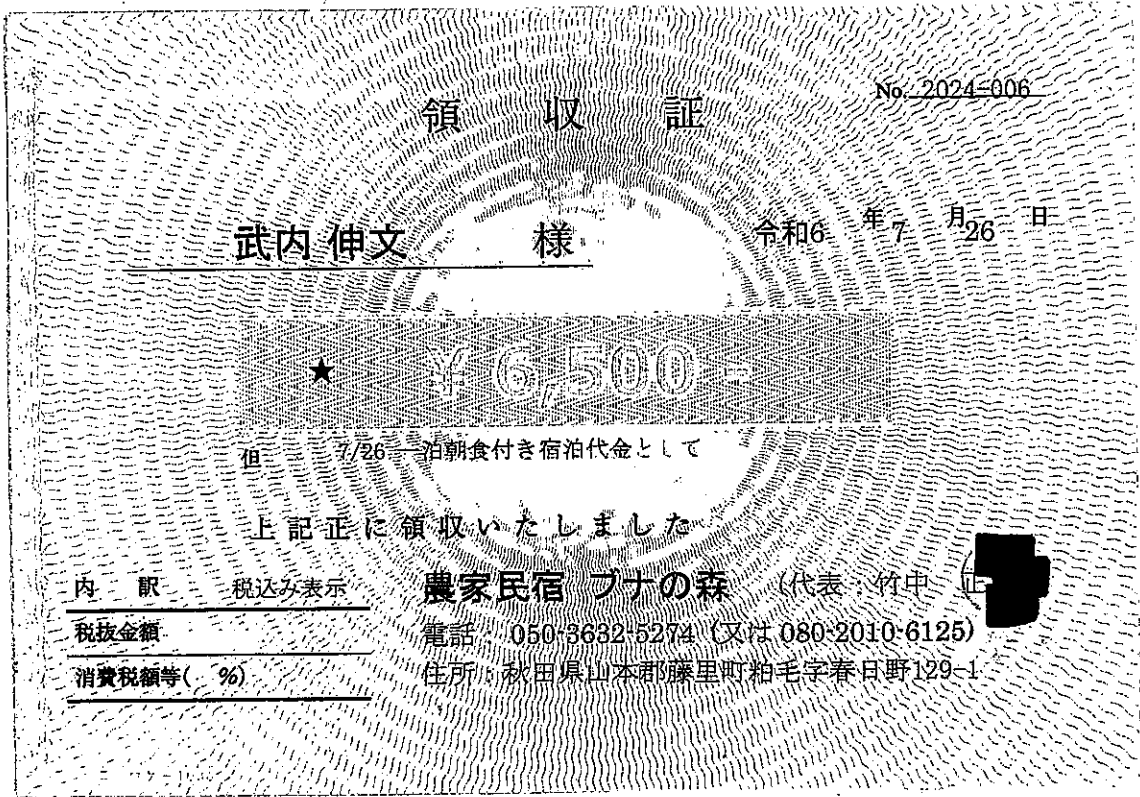 No. 2024-006
領 収 証
武内 伸文 様
令和6 年 7 月 26 日
★ ¥ 6,500 -
但 7/26 一泊朝食付き宿泊代金として
上記正に領収いたしました
内 訳 税込み表示
税抜金額
消費税額等( %)
農家民宿 ブナの森 (代表:竹中 正
電話: 050-3632-5274 (又は 080-2010-6125)
住所:秋田県山本郡藤里町粕毛字春日野129-1